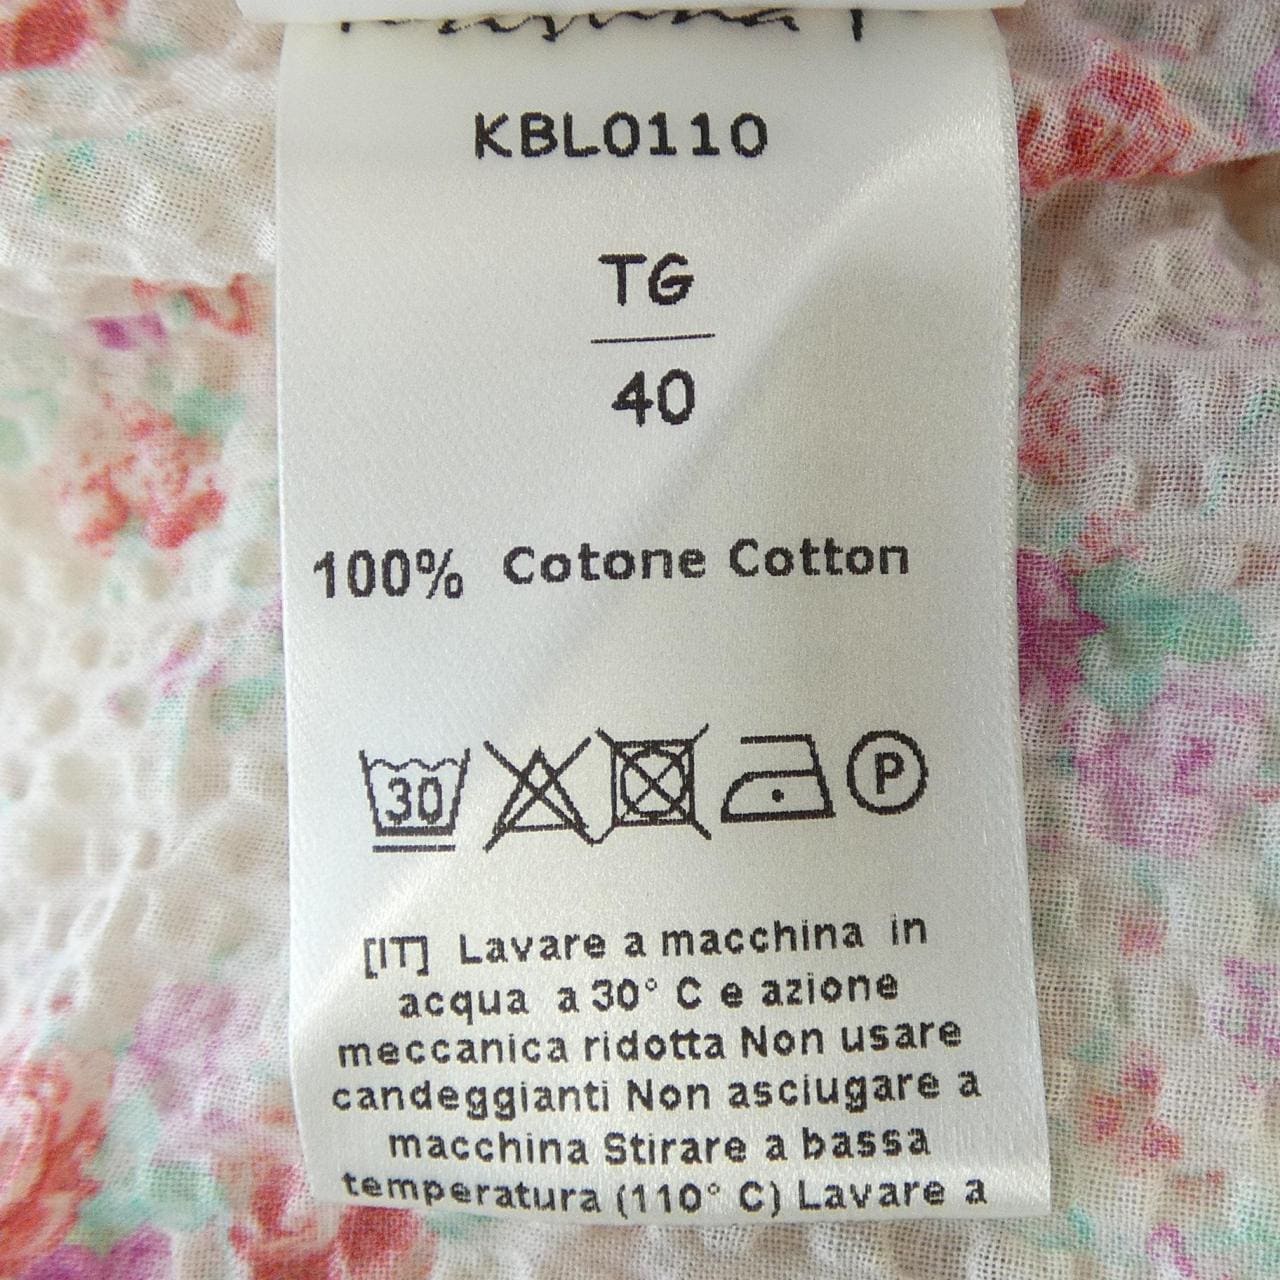 KBL0110
TG
40
100% Cotone Cotton
30
P
[IT] Lavare a macchina in
acqua a 30° C e azione
meccanica ridotta Non usare
candeggianti Non asciugare a
macchina Stirare a bassa
temperatura (110° C) Lavare a